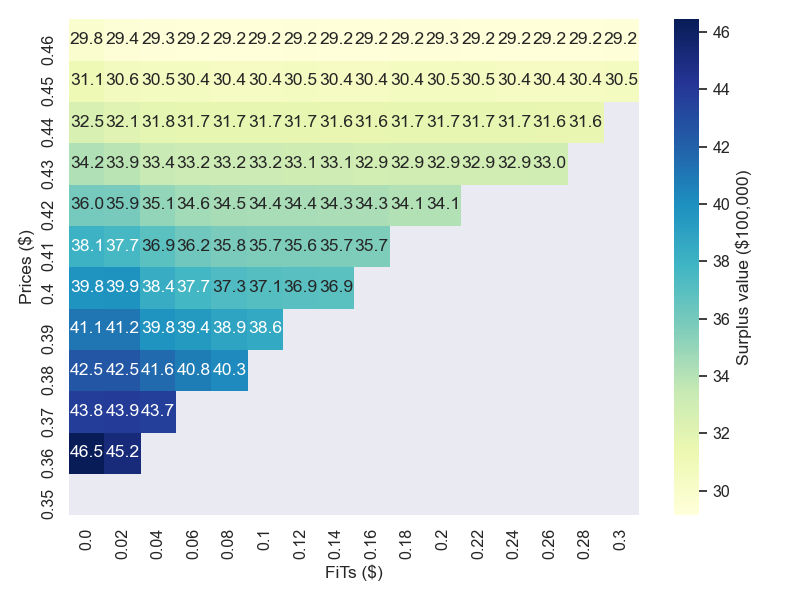 0.46 29.8 29.4 29.3 29.2 29.2 29.2 29.2 29.2 29.2 29.2 29.3 29.2 29.2 29.2 29.2 29.2
0.45 31.1 30.6 30.5 30.4 30.4 30.4 30.5 30.4 30.4 30.4 30.5 30.5 30.4 30.4 30.4 30.5
0.44 32.5 32.1 31.8 31.7 31.7 31.7 31.7 31.6 31.6 31.7 31.7 31.7 31.7 31.6 31.6
0.43 34.2 33.9 33.4 33.2 33.2 33.2 33.1 33.1 32.9 32.9 32.9 32.9 32.9 33.0
0.42 36.0 35.9 35.1 34.6 34.5 34.4 34.4 34.3 34.3 34.1 34.1
0.41 38.1 37.7 36.9 36.2 35.8 35.7 35.6 35.7 35.7
0.4 39.8 39.9 38.4 37.7 37.3 37.1 36.9 36.9
0.39 41.1 41.2 39.8 39.4 38.9 38.6
0.38 42.5 42.5 41.6 40.8 40.3
0.37 43.8 43.9 43.7
0.36 46.5 45.2
0.35
Prices ($)
0.0 0.02 0.04 0.06 0.08 0.1 0.12 0.14 0.16 0.18 0.2 0.22 0.24 0.26 0.28 0.3
FiTs ($)
46
44
42
40
38
36
34
32
30
Surplus value ($100,000)